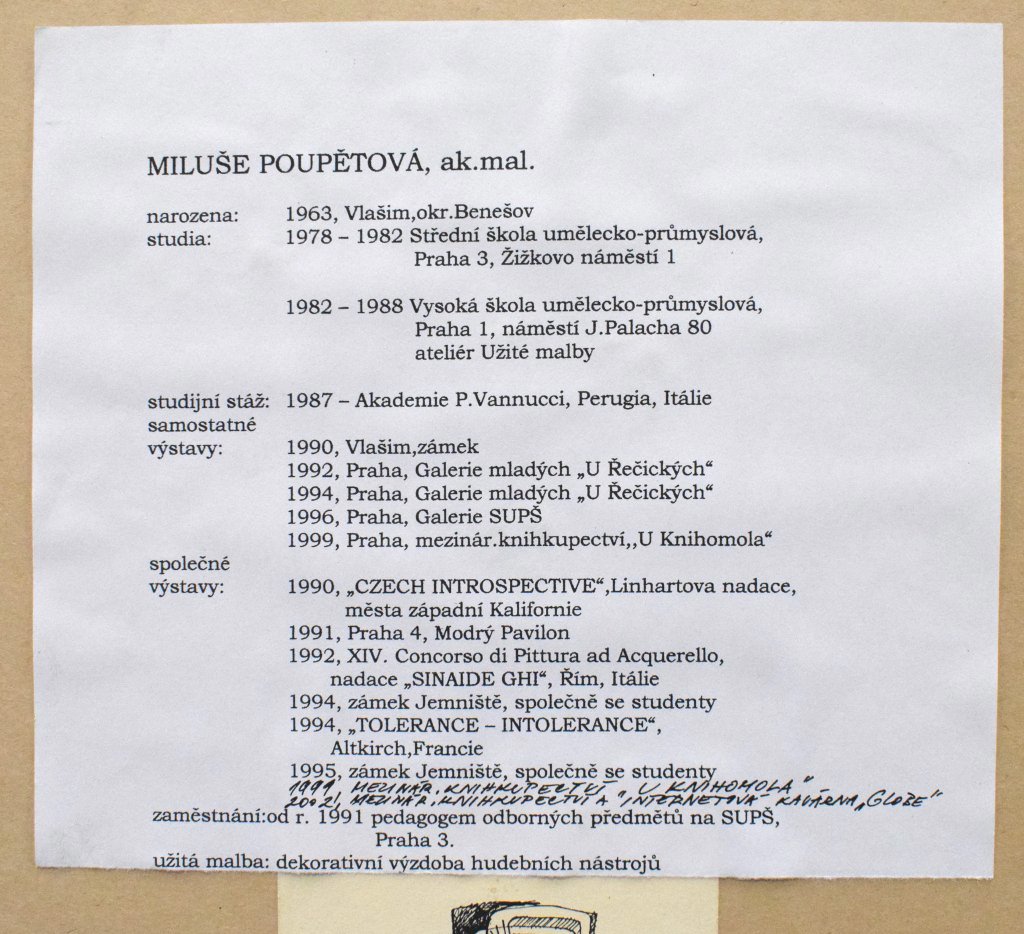 MILUŠE POUPĚTOVÁ, ak.mal.
narozena: 1963, Vlašim,okr.Benešov
studia: 1978 – 1982 Střední škola umělecko-průmyslová,
Praha 3, Žižkovo náměstí 1
1982 – 1988 Vysoká škola umělecko-průmyslová,
Praha 1, náměstí J.Palacha 80
ateliér Užité malby
studijní stáž: 1987 – Akademie P.Vannucci, Perugia, Itálie
samostatné
výstavy: 1990, Vlašim,zámek
1992, Praha, Galerie mladých „U Řečických“
1994, Praha, Galerie mladých „U Řečických“
1996, Praha, Galerie SUPŠ
1999, Praha, mezinár.knihkupectví,,U Knihomola“
společné
výstavy: 1990, „CZECH INTROSPECTIVE“,Linhartova nadace,
města západní Kalifornie
1991, Praha 4, Modrý Pavilon
1992, XIV. Concorso di Pittura ad Acquerello,
nadace „SINAIDE GHI“, Řím, Itálie
1994, zámek Jemniště, společně se studenty
1994, „TOLERANCE – INTOLERANCE“,
Altkirch,Francie
1995, zámek Jemniště, společně se studenty
1999, MEZINÁR. KNIHKUPECTVÍ "U KNIHOMOLA"
2002, MEZINÁR. KNIHKUPECTVÍ A "INTERNETOVÁ KAVÁRNA „GLOBE"
zaměstnání:od r. 1991 pedagogem odborných předmětů na SUPŠ,
Praha 3.
užitá malba: dekorativní výzdoba hudebních nástrojů